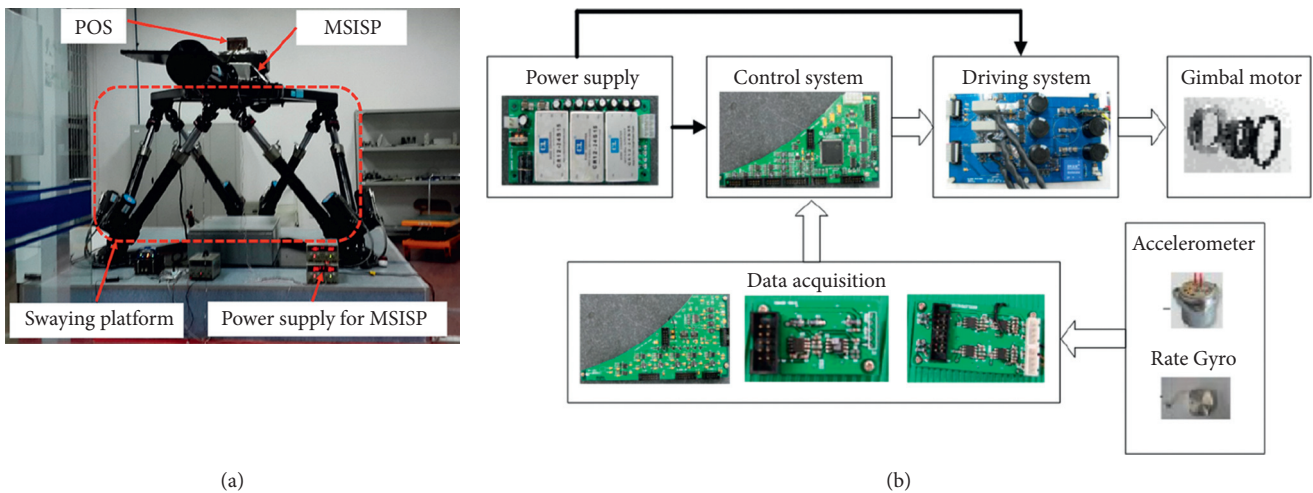 POS
MSISP
Swaying platform
Power supply for MSISP
(a)
Power supply
Control system
Driving system
Gimbal motor
Data acquisition
Accelerometer
Rate Gyro
(b)